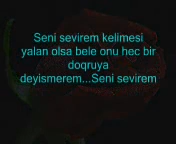 Seni sevirem kelimesi
yalan olsa bele onu hec bir
doqruya
deyismerem...Seni sevirem